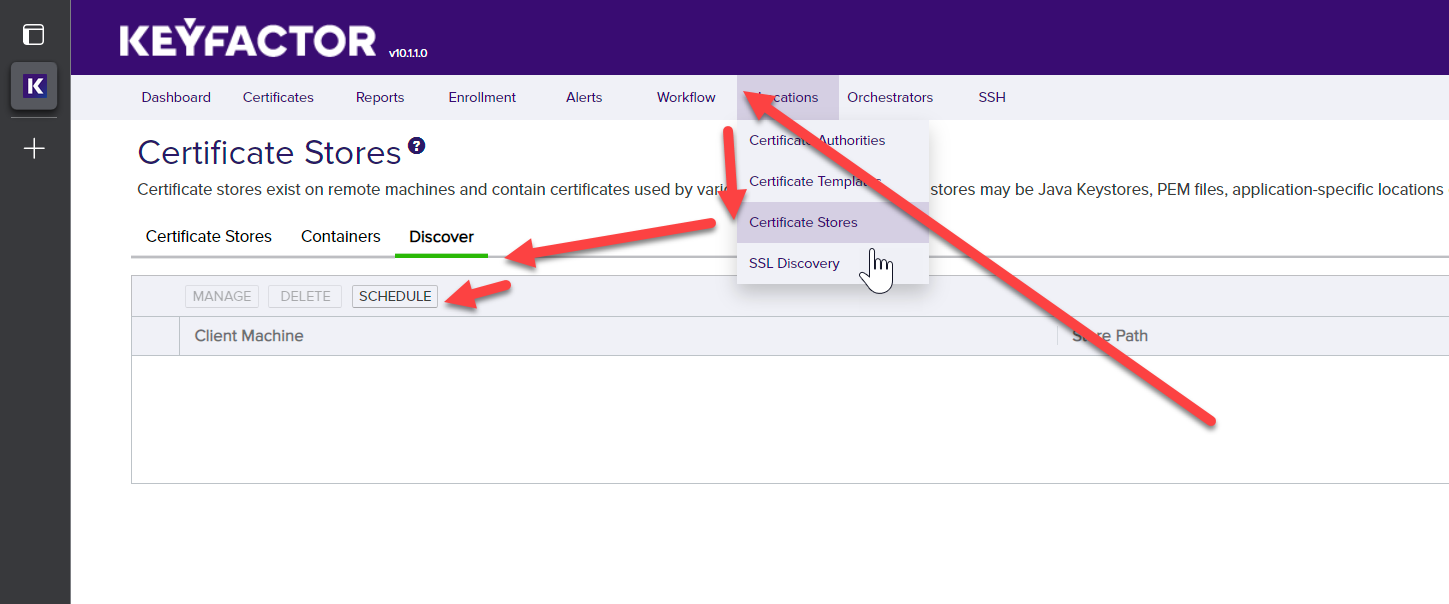 KEYFACTOR v10.1.1.0
Dashboard Certificates Reports Enrollment Alerts Workflow Locations Orchestrators SSH
Certificate Authorities
Certificate Templates
Certificate Stores
SSL Discovery
Certificate Stores ?
Certificate stores exist on remote machines and contain certificates used by stores may be Java Keystores, PEM files, application-specific locations
Certificate Stores Containers Discover
MANAGE DELETE SCHEDULE
Client Machine Store Path